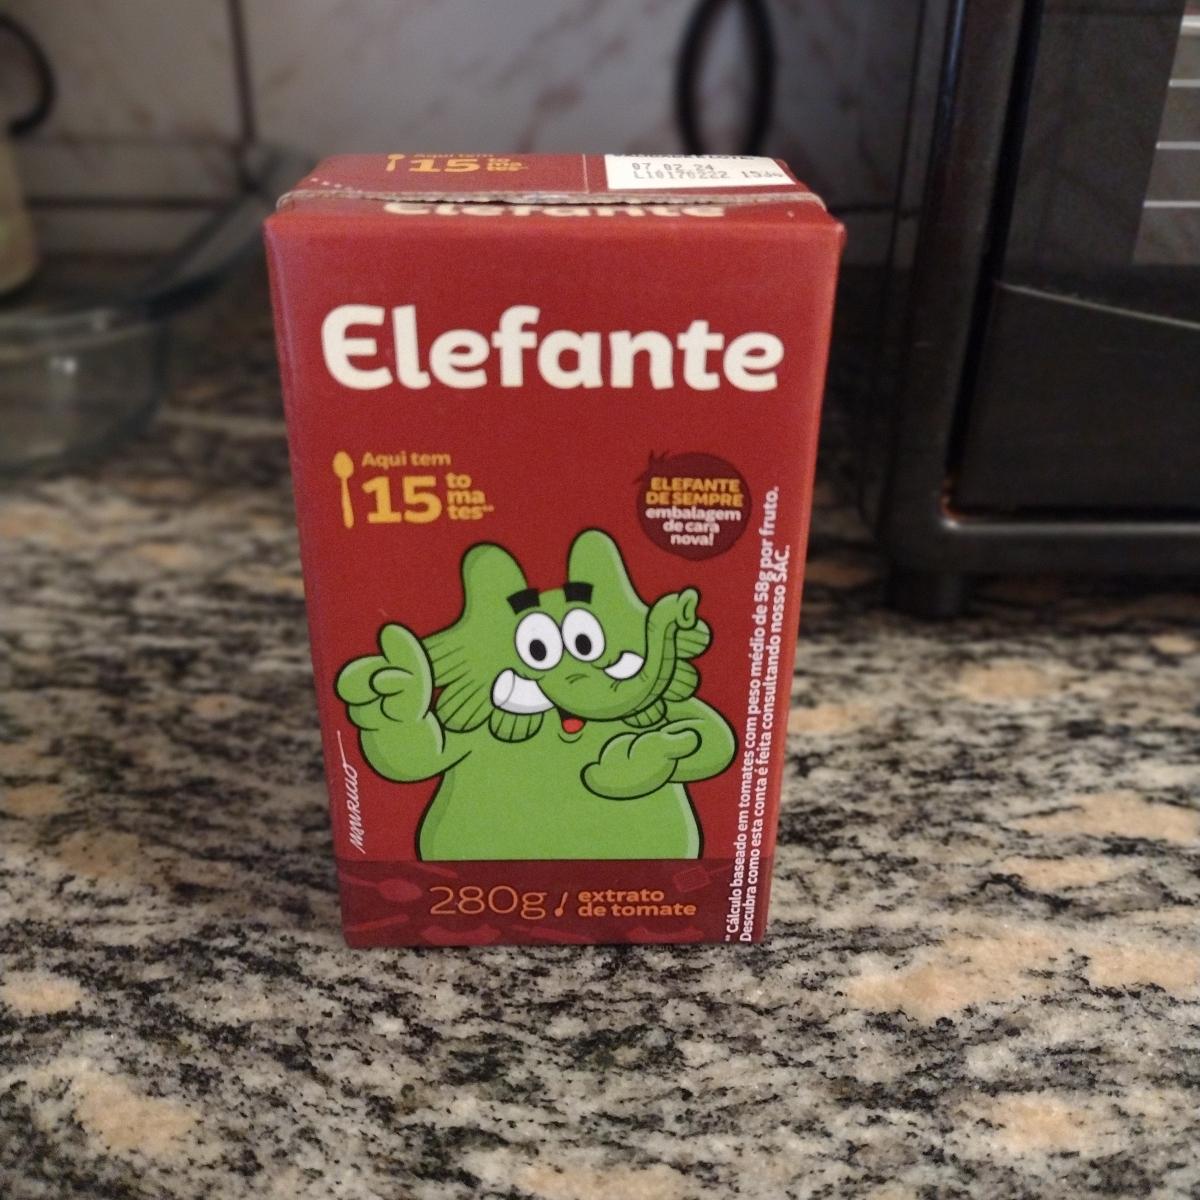 Aqui tem
15 to
ma
tes**
07 02 24
Elefante
Elefante
Aqui tem
15 to
ma
tes**
ELEFANTE
DE SEMPRE
embalagem
de cara
nova!
MAURICIO
280g / extrato
de tomate
** Cálculo baseado em tomates com peso médio de 58g por fruto.
Descubra como esta conta é feita consultando nosso SAC.